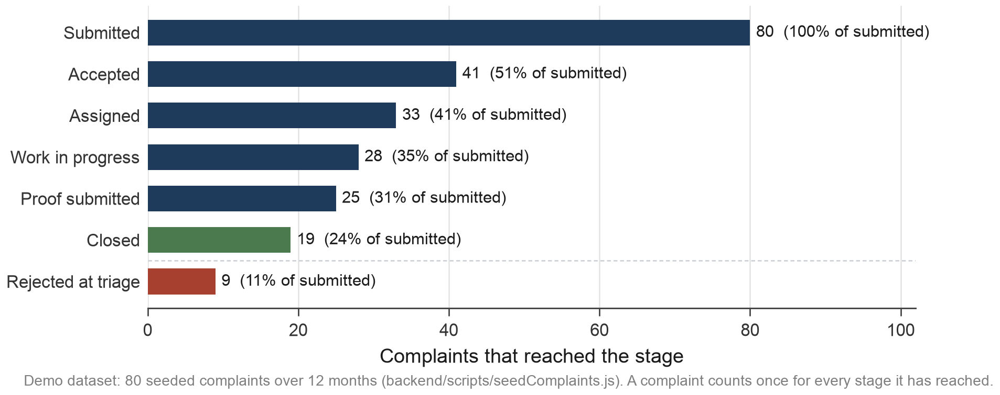 Submitted 80 (100% of submitted)
Accepted 41 (51% of submitted)
Assigned 33 (41% of submitted)
Work in progress 28 (35% of submitted)
Proof submitted 25 (31% of submitted)
Closed 19 (24% of submitted)
Rejected at triage 9 (11% of submitted)
0 20 40 60 80 100
Complaints that reached the stage
Demo dataset: 80 seeded complaints over 12 months (backend/scripts/seedComplaints.js). A complaint counts once for every stage it has reached.